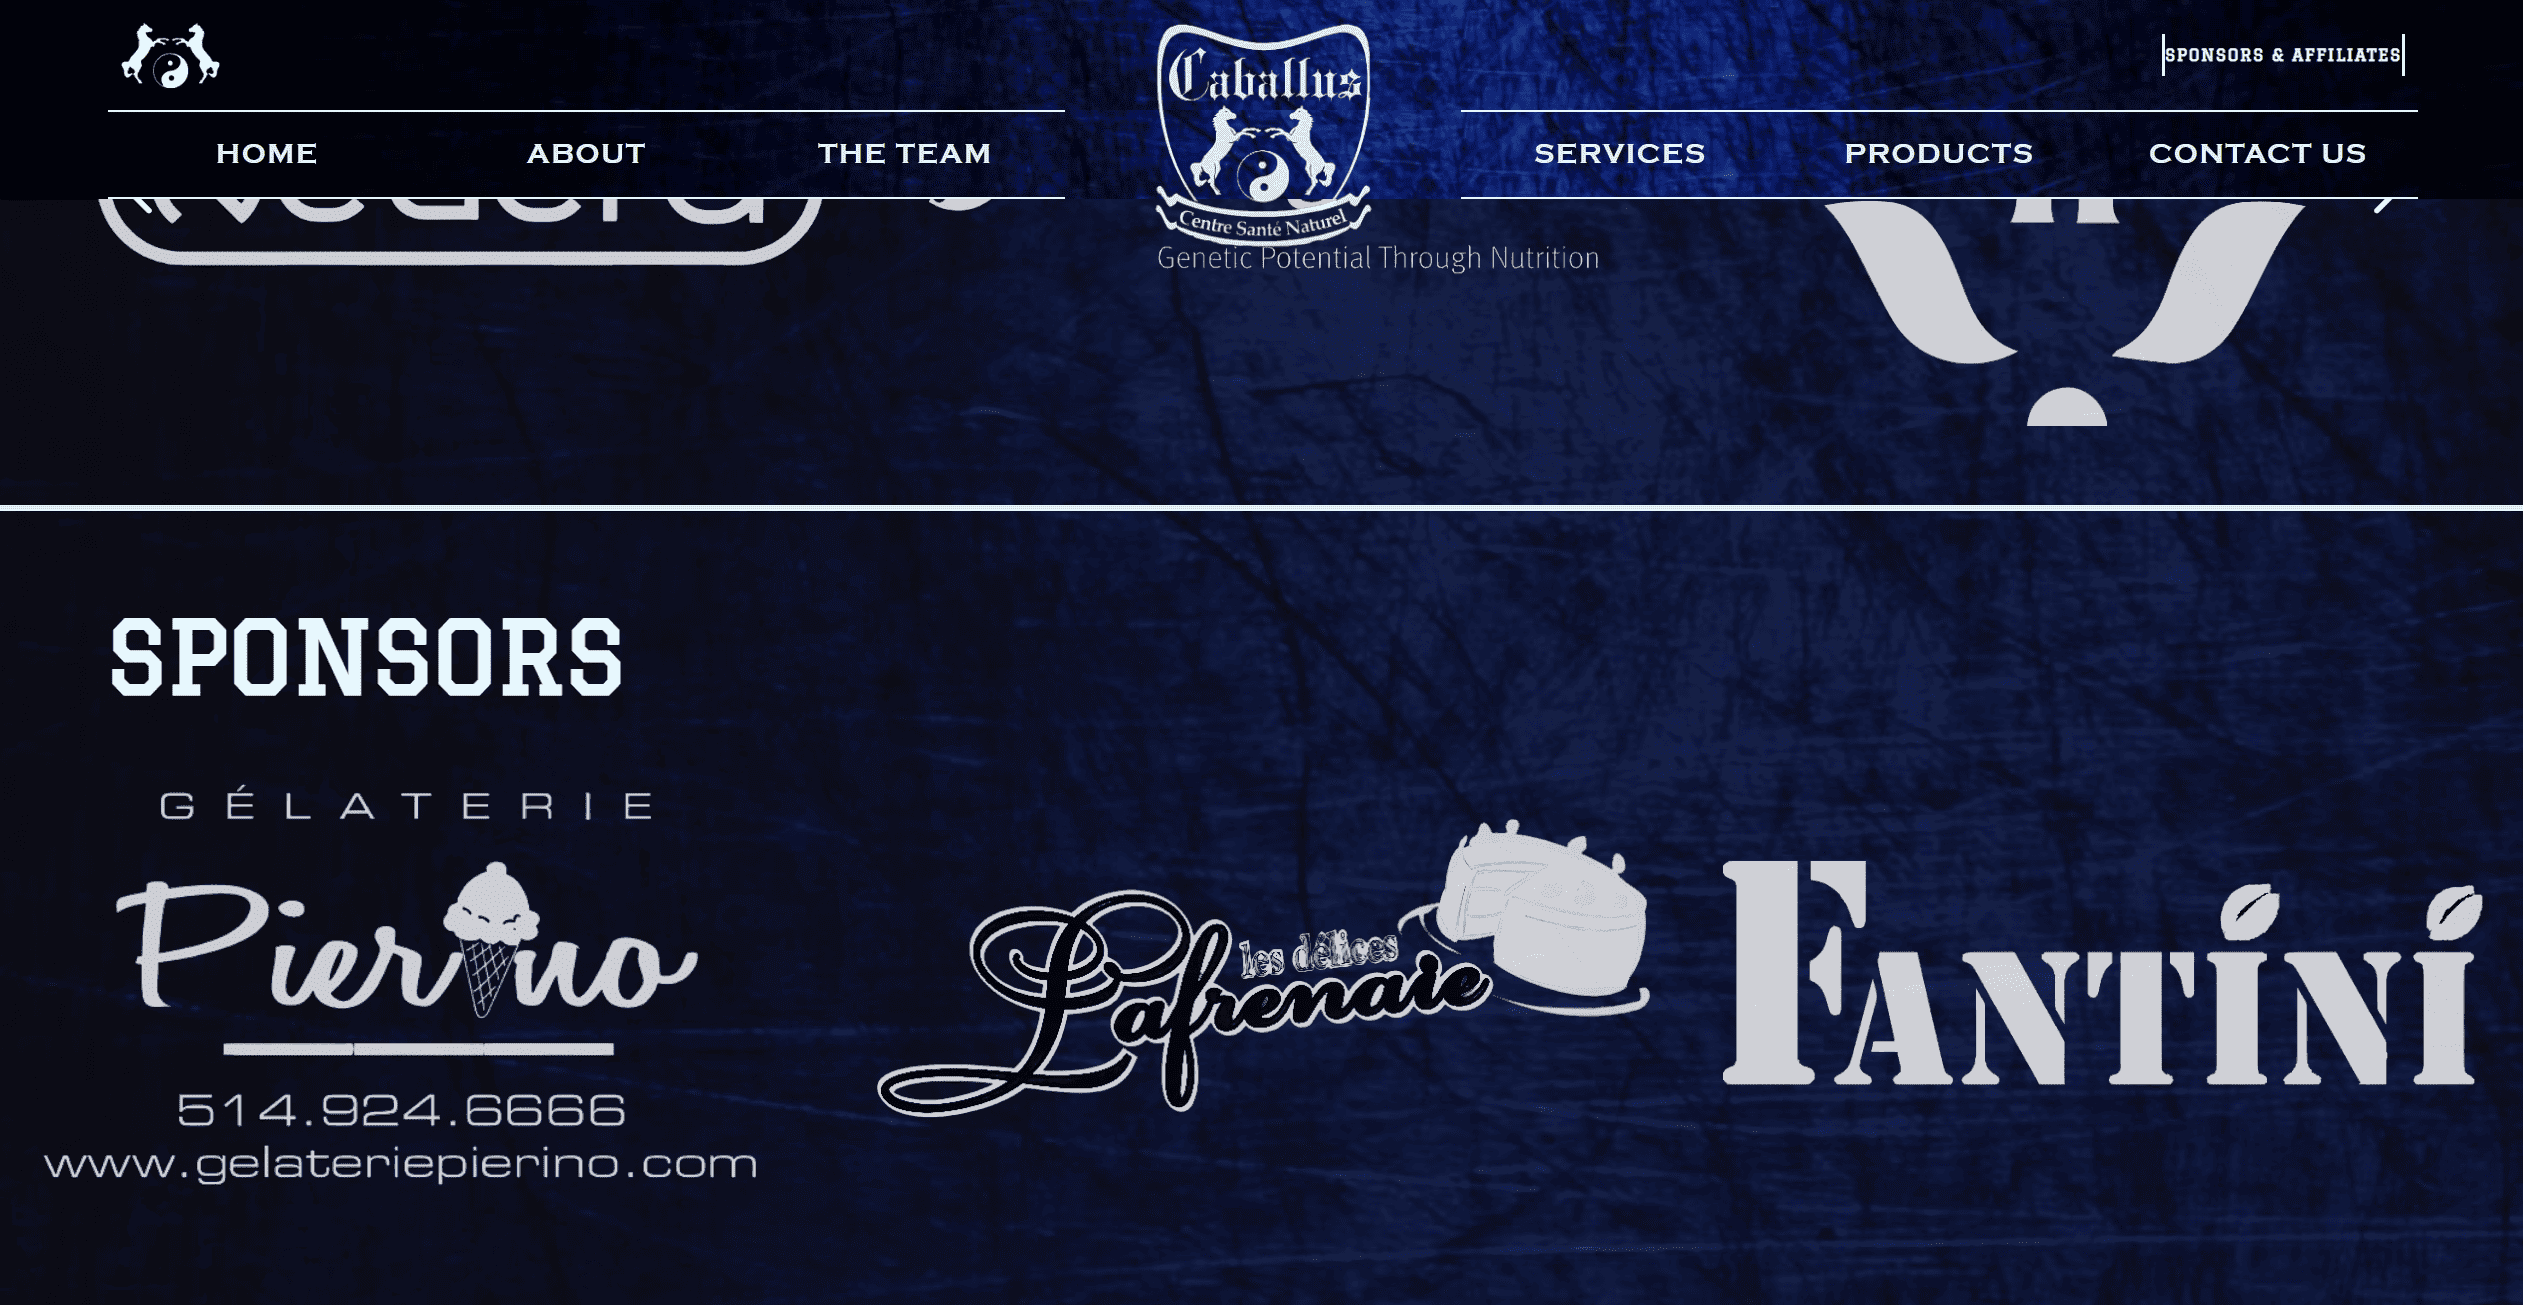 SPONSORS & AFFILIATES
Caballus
Centre Santé Naturel
HOME ABOUT THE TEAM SERVICES PRODUCTS CONTACT US
Genetic Potential Through Nutrition
SPONSORS
GÉLATERIE
Pierino
514.924.6666
www.gelateriepierino.com
les délices
Lafrenaie
FANTINI